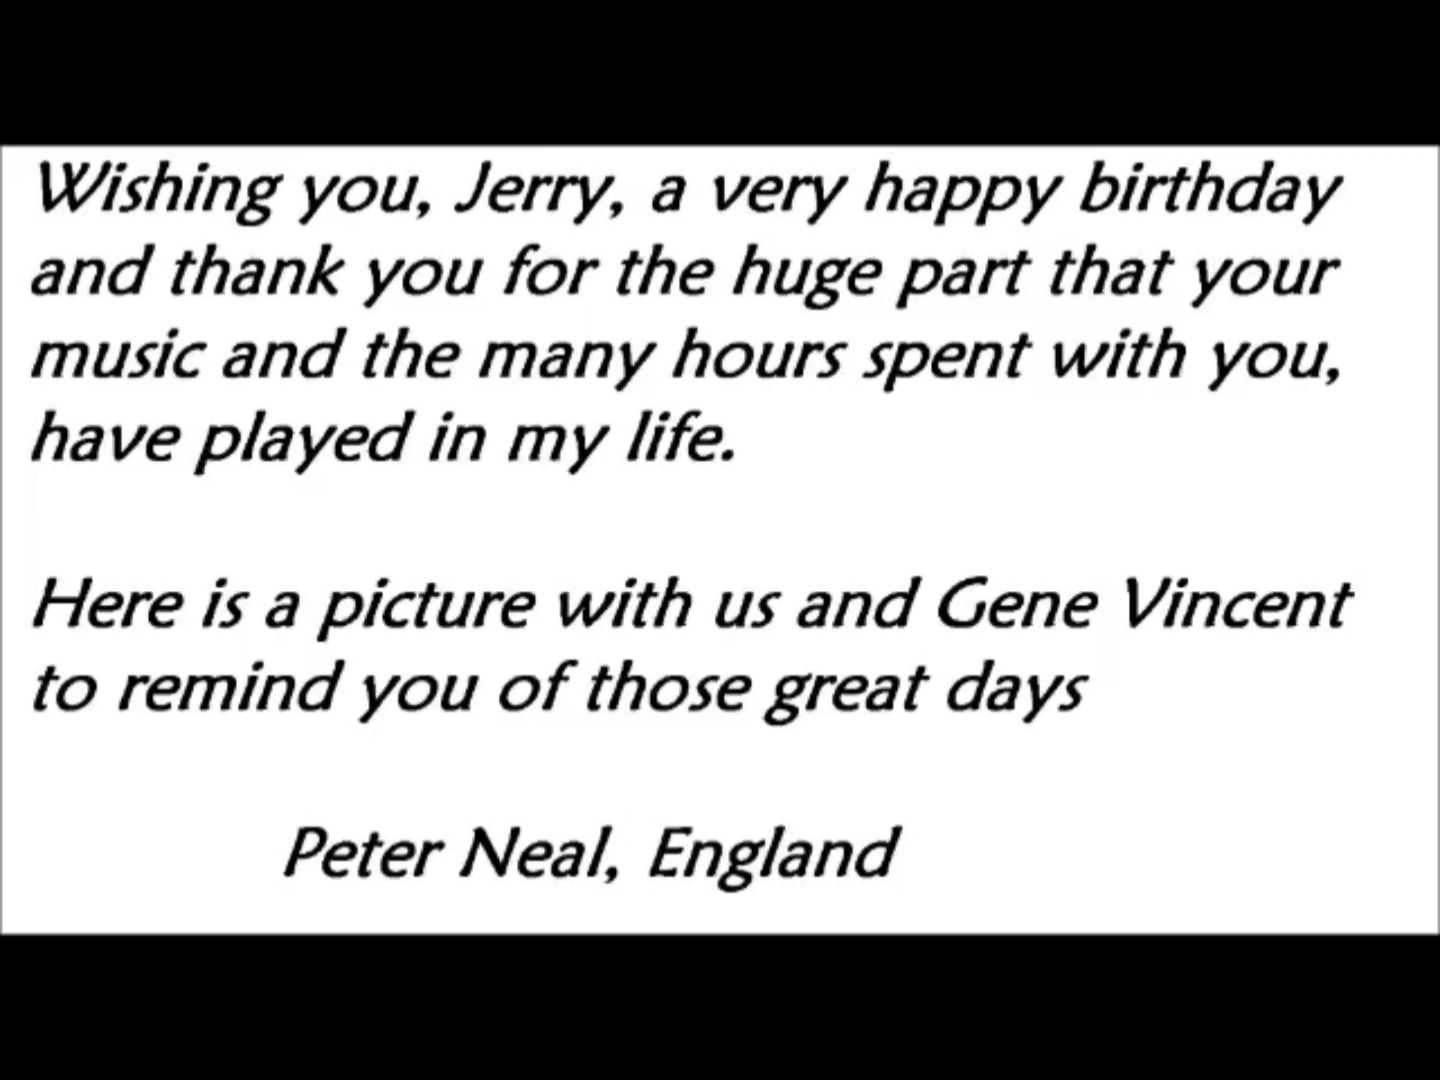 Wishing you, Jerry, a very happy birthday
and thank you for the huge part that your
music and the many hours spent with you,
have played in my life.
Here is a picture with us and Gene Vincent
to remind you of those great days
Peter Neal, England